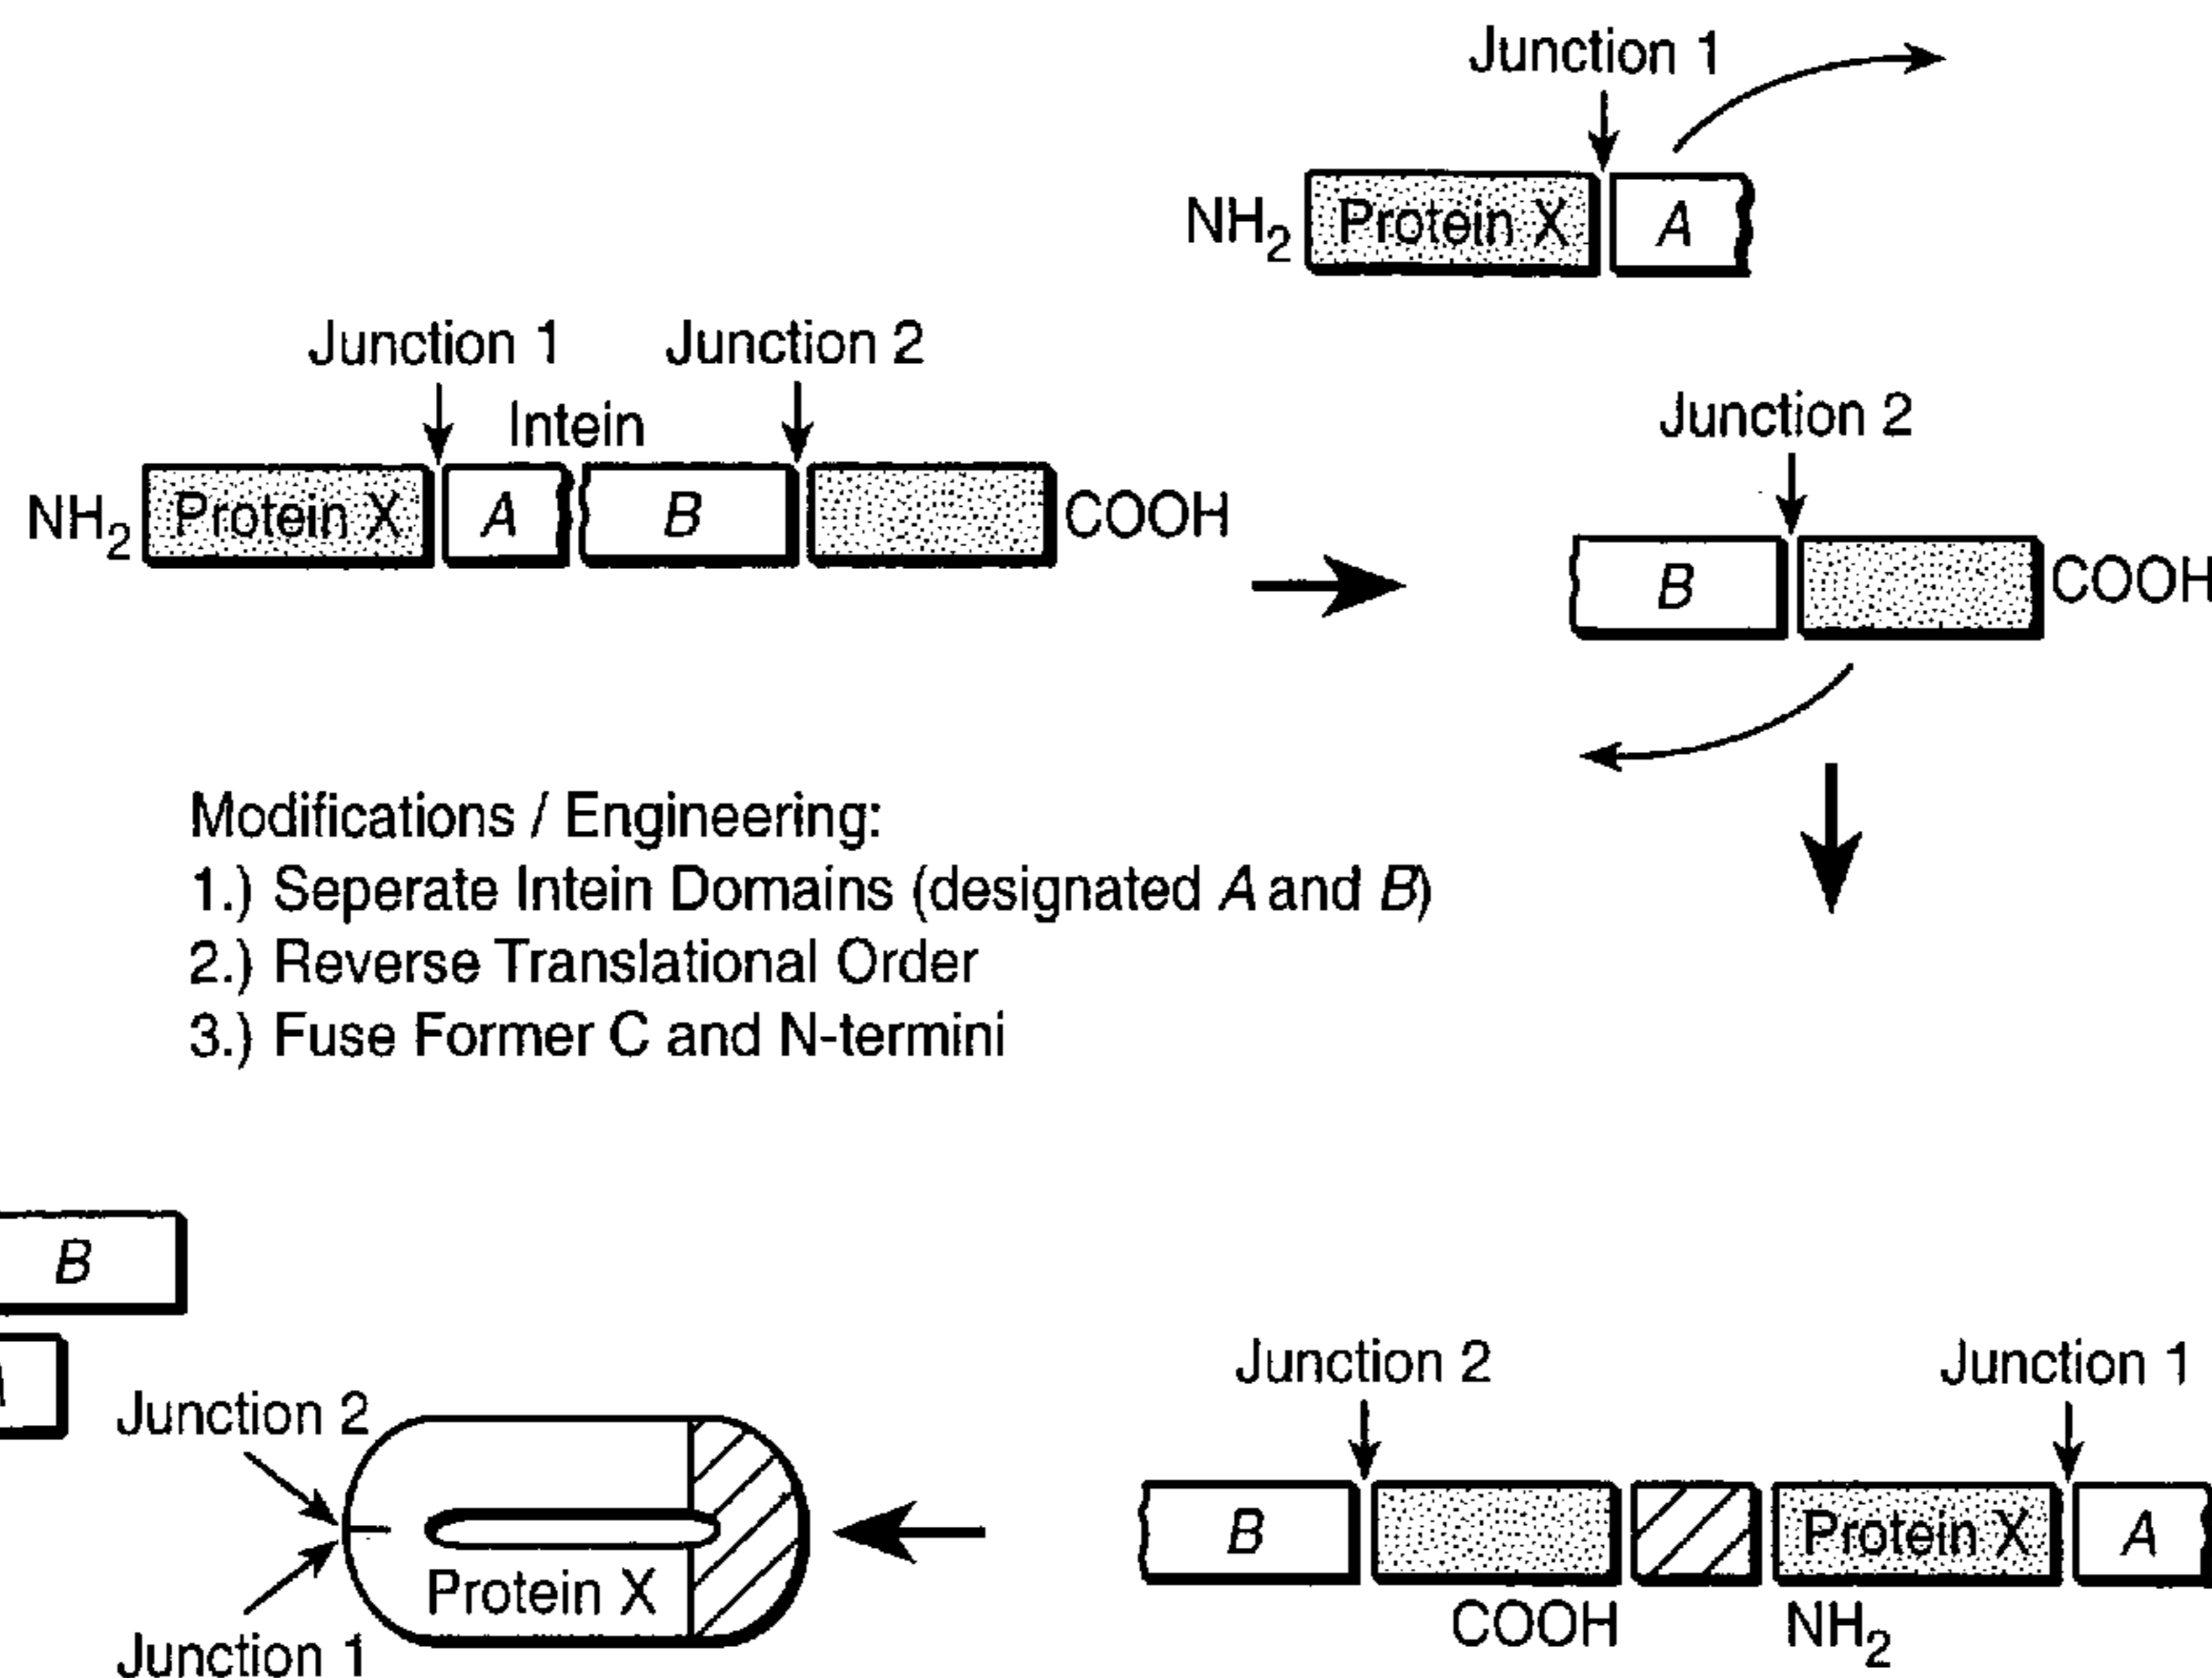 Junction 1
NH2 Protein X A
Junction 1 Junction 2
Intein
NH2 Protein X A B COOH
Junction 2
B COOH
Modifications / Engineering:
1.) Seperate Intein Domains (designated A and B)
2.) Reverse Translational Order
3.) Fuse Former C and N-termini
B
Junction 2
Protein X
Junction 1
Junction 2 Junction 1
B Protein X A
COOH NH2